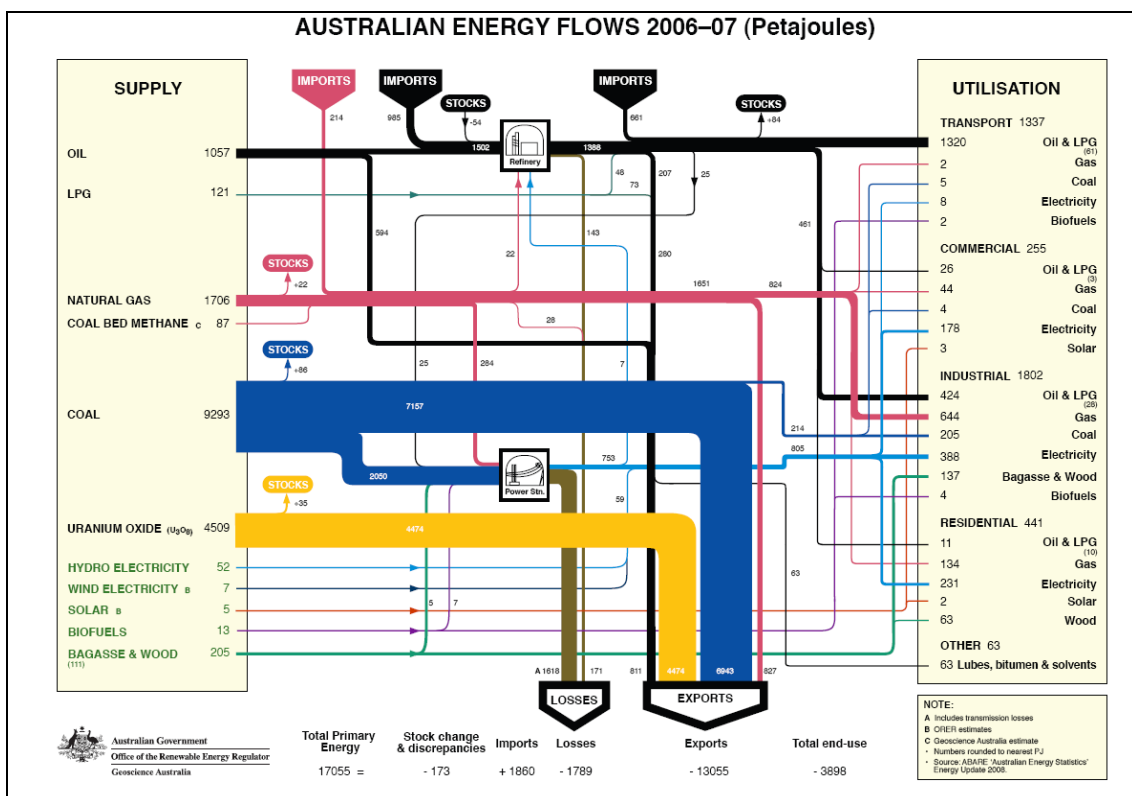 AUSTRALIAN ENERGY FLOWS 2006–07 (Petajoules)
SUPPLY
OIL 1057
LPG 121
NATURAL GAS 1706
COAL BED METHANE C 87
COAL 9293
URANIUM OXIDE (U3O8) 4509
HYDRO ELECTRICITY 52
WIND ELECTRICITY B 7
SOLAR B 5
BIOFUELS 13
BAGASSE & WOOD 205
(111)
IMPORTS
214
IMPORTS
985
STOCKS
-54
IMPORTS
661
STOCKS
+84
1502
Refinery
1388
48
73
207
25
594
22
143
280
461
STOCKS
+22
1651
824
28
STOCKS
+86
25
284
7
7157
214
2050
Power Stn.
753
805
59
STOCKS
+35
4474
63
5
7
A 1618
171
811
4474
6943
827
LOSSES
EXPORTS
UTILISATION
TRANSPORT 1337
1320 Oil & LPG
(61)
2 Gas
5 Coal
8 Electricity
2 Biofuels
COMMERCIAL 255
26 Oil & LPG
(3)
44 Gas
4 Coal
178 Electricity
3 Solar
INDUSTRIAL 1802
424 Oil & LPG
(28)
644 Gas
205 Coal
388 Electricity
137 Bagasse & Wood
4 Biofuels
RESIDENTIAL 441
11 Oil & LPG
(10)
134 Gas
231 Electricity
2 Solar
63 Wood
OTHER 63
63 Lubes, bitumen & solvents
NOTE:
A Includes transmission losses
B ORER estimates
C Geoscience Australia estimate
• Numbers rounded to nearest PJ
• Source: ABARE 'Australian Energy Statistics'
Energy Update 2008.
Australian Government
Office of the Renewable Energy Regulator
Geoscience Australia
Total Primary Energy
Stock change & discrepancies
Imports
Losses
Exports
Total end-use
17055 = - 173 + 1860 - 1789 - 13055 - 3898